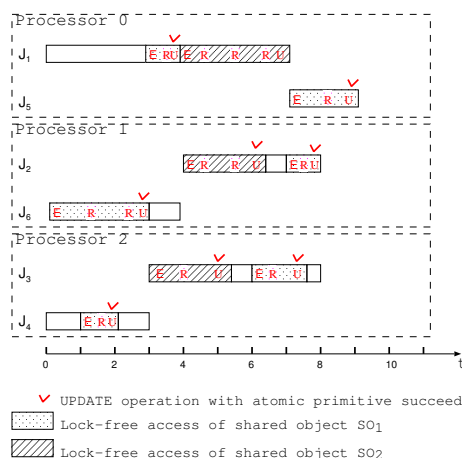 Processor 0
J1 E R U E R R R U
J5 E R U
Processor 1
J2 E R R U E R U
J6 E R R U
Processor 2
J3 E R U E R U
J4 E R U
0 2 4 6 8 10 t
UPDATE operation with atomic primitive succeed
Lock-free access of shared object SO1
Lock-free access of shared object SO2